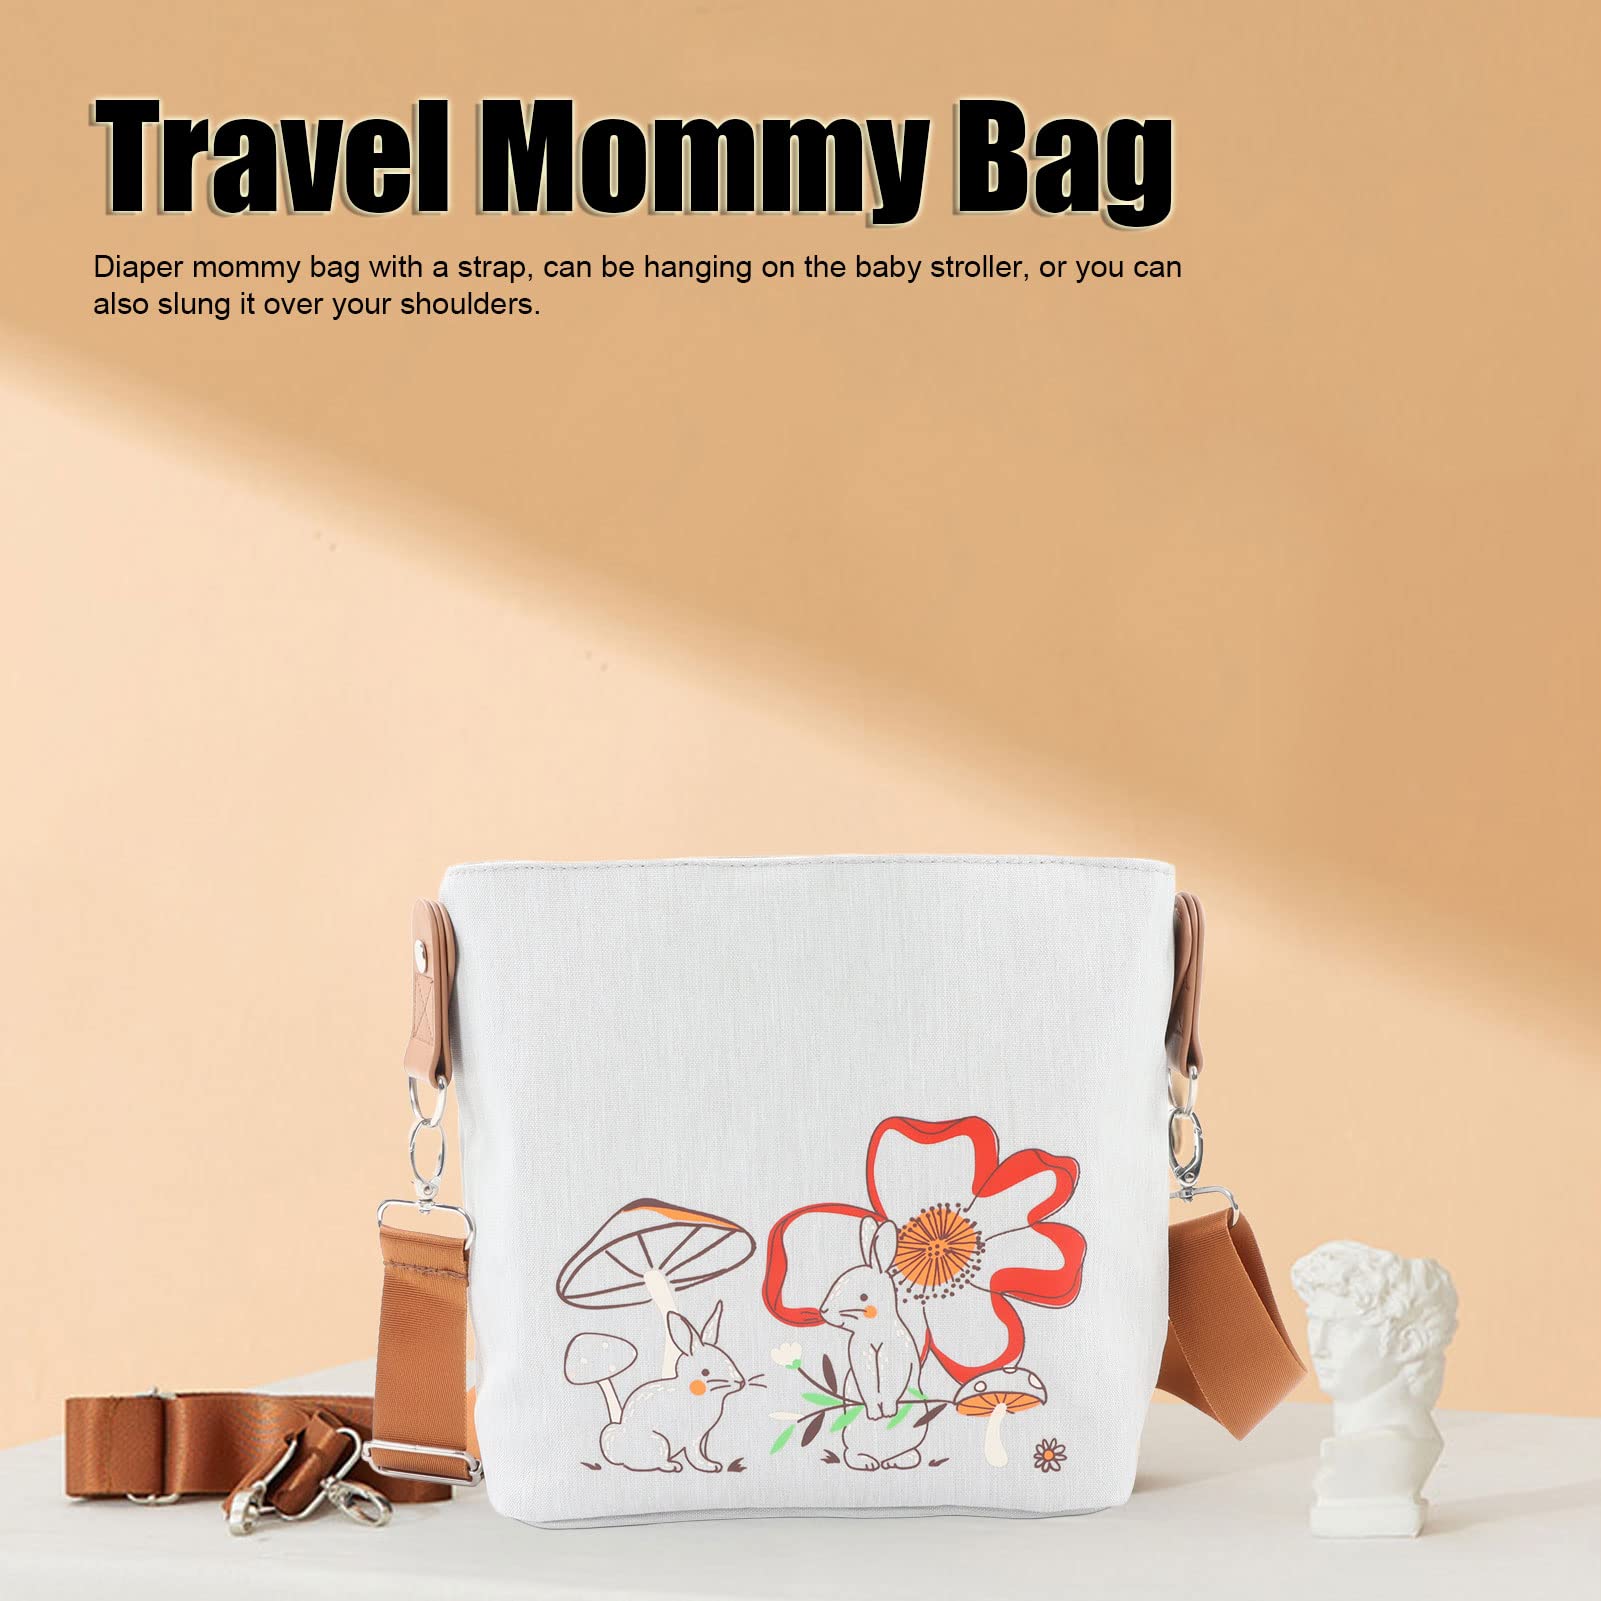 Travel Mommy Bag
Diaper mommy bag with a strap, can be hanging on the baby stroller, or you can
also slung it over your shoulders.